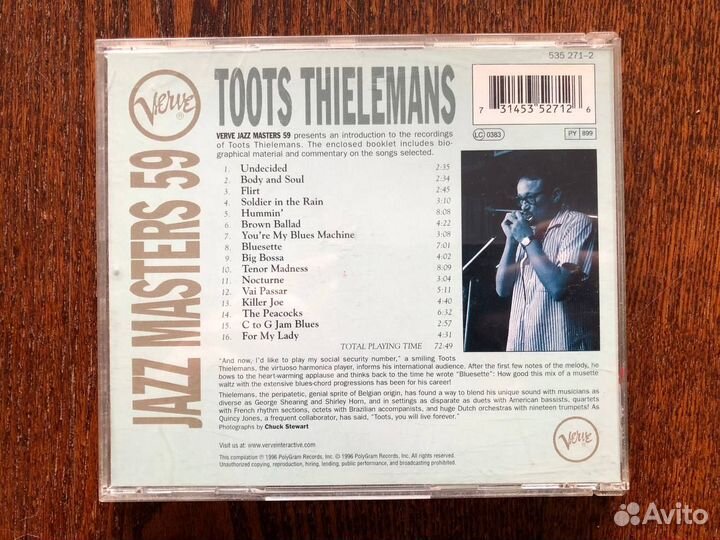 535 271-2
Verve
®
TOOTS THIELEMANS
7 31453 52712 6
JAZZ MASTERS 59
VERVE JAZZ MASTERS 59 presents an introduction to the recordings
of Toots Thielemans. The enclosed booklet includes bio-
graphical material and commentary on the songs selected.
LC 0383
PY 899
1. Undecided 2:35
2. Body and Soul 2:34
3. Flirt 2:45
4. Soldier in the Rain 3:10
5. Hummin' 8:08
6. Brown Ballad 4:22
7. You're My Blues Machine 3:08
8. Bluesette 7:01
9. Big Bossa 4:23
10. Tenor Madness 8:09
11. Nocturne 3:04
12. Vai Passar 5:11
13. Killer Joe 4:40
14. The Peacocks 6:32
15. C to G Jam Blues 2:57
16. For My Lady 4:31
TOTAL PLAYING TIME 72:49
"And now, I'd like to play my social security number," a smiling Toots
Thielemans, the virtuoso harmonica player, informs his international audience. After the first few notes of the melody, he
bows to the heart-warming applause and thinks back to the time he wrote "Bluesette": How good this mix of a musette
waltz with the extensive blues-chord progressions has been for his career!
Thielemans, the peripatetic, genial sprite of Belgian origin, has found a way to blend his unique sound with musicians as
diverse as George Shearing and Shirley Horn, and in settings as disparate as duets with American bassists, quartets
with French rhythm sections, octets with Brazilian accompanists, and huge Dutch orchestras with nineteen trumpets! As
Quincy Jones, a frequent collaborator, has said, "Toots, you will live forever."
Photographs by Chuck Stewart
Verve
Visit us at: www.verveinteractive.com
This compilation ℗ 1996 PolyGram Records, Inc. © 1996 PolyGram Records, Inc. All rights reserved.
Unauthorized copying, reproduction, hiring, lending, public performance, and broadcasting prohibited.
Avito